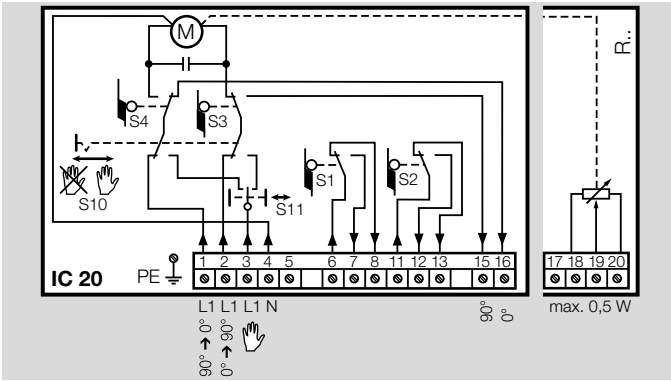 M
R..
S4
S3
S10
S11
S1
S2
IC 20
PE
1 2 3 4 5 6 7 8 11 12 13 15 16
17 18 19 20
L1 L1 L1 N
90° → 0°
0° → 90°
90°
0°
max. 0,5 W